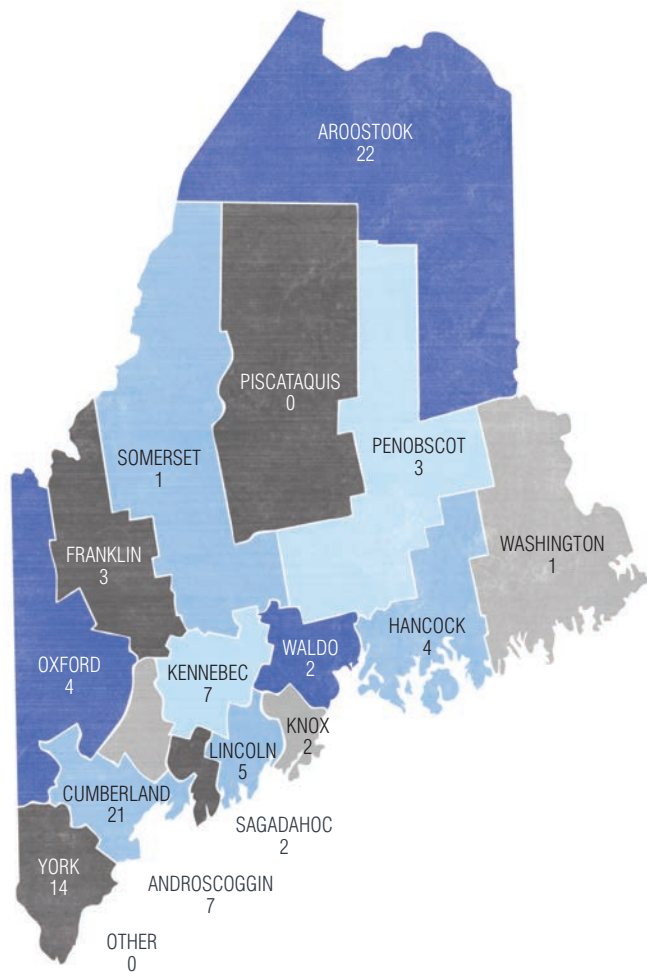 AROOSTOOK
22
PISCATAQUIS
0
SOMERSET
1
PENOBSCOT
3
WASHINGTON
1
FRANKLIN
3
HANCOCK
4
WALDO
2
OXFORD
4
KENNEBEC
7
KNOX
2
LINCOLN
5
CUMBERLAND
21
SAGADAHOC
2
YORK
14
ANDROSCOGGIN
7
OTHER
0